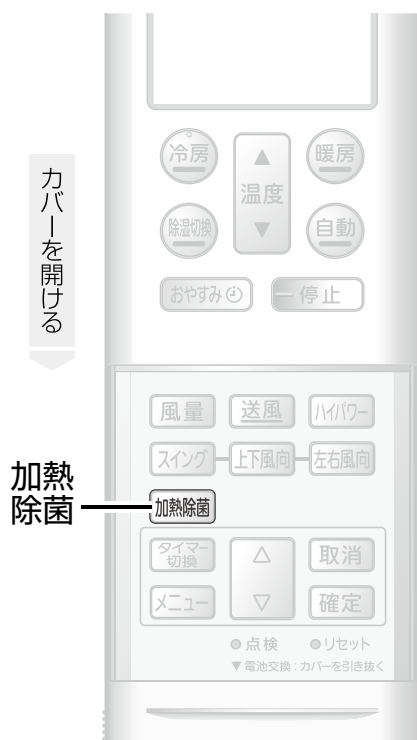 冷房
暖房
温度
除湿切換
自動
おやすみ
停止
カバーを開ける
風量
送風
ハイパワー
スイング
上下風向
左右風向
加熱
除菌
加熱除菌
タイマー
切換
取消
メニュー
確定
点検
リセット
▼電池交換：カバーを引き抜く